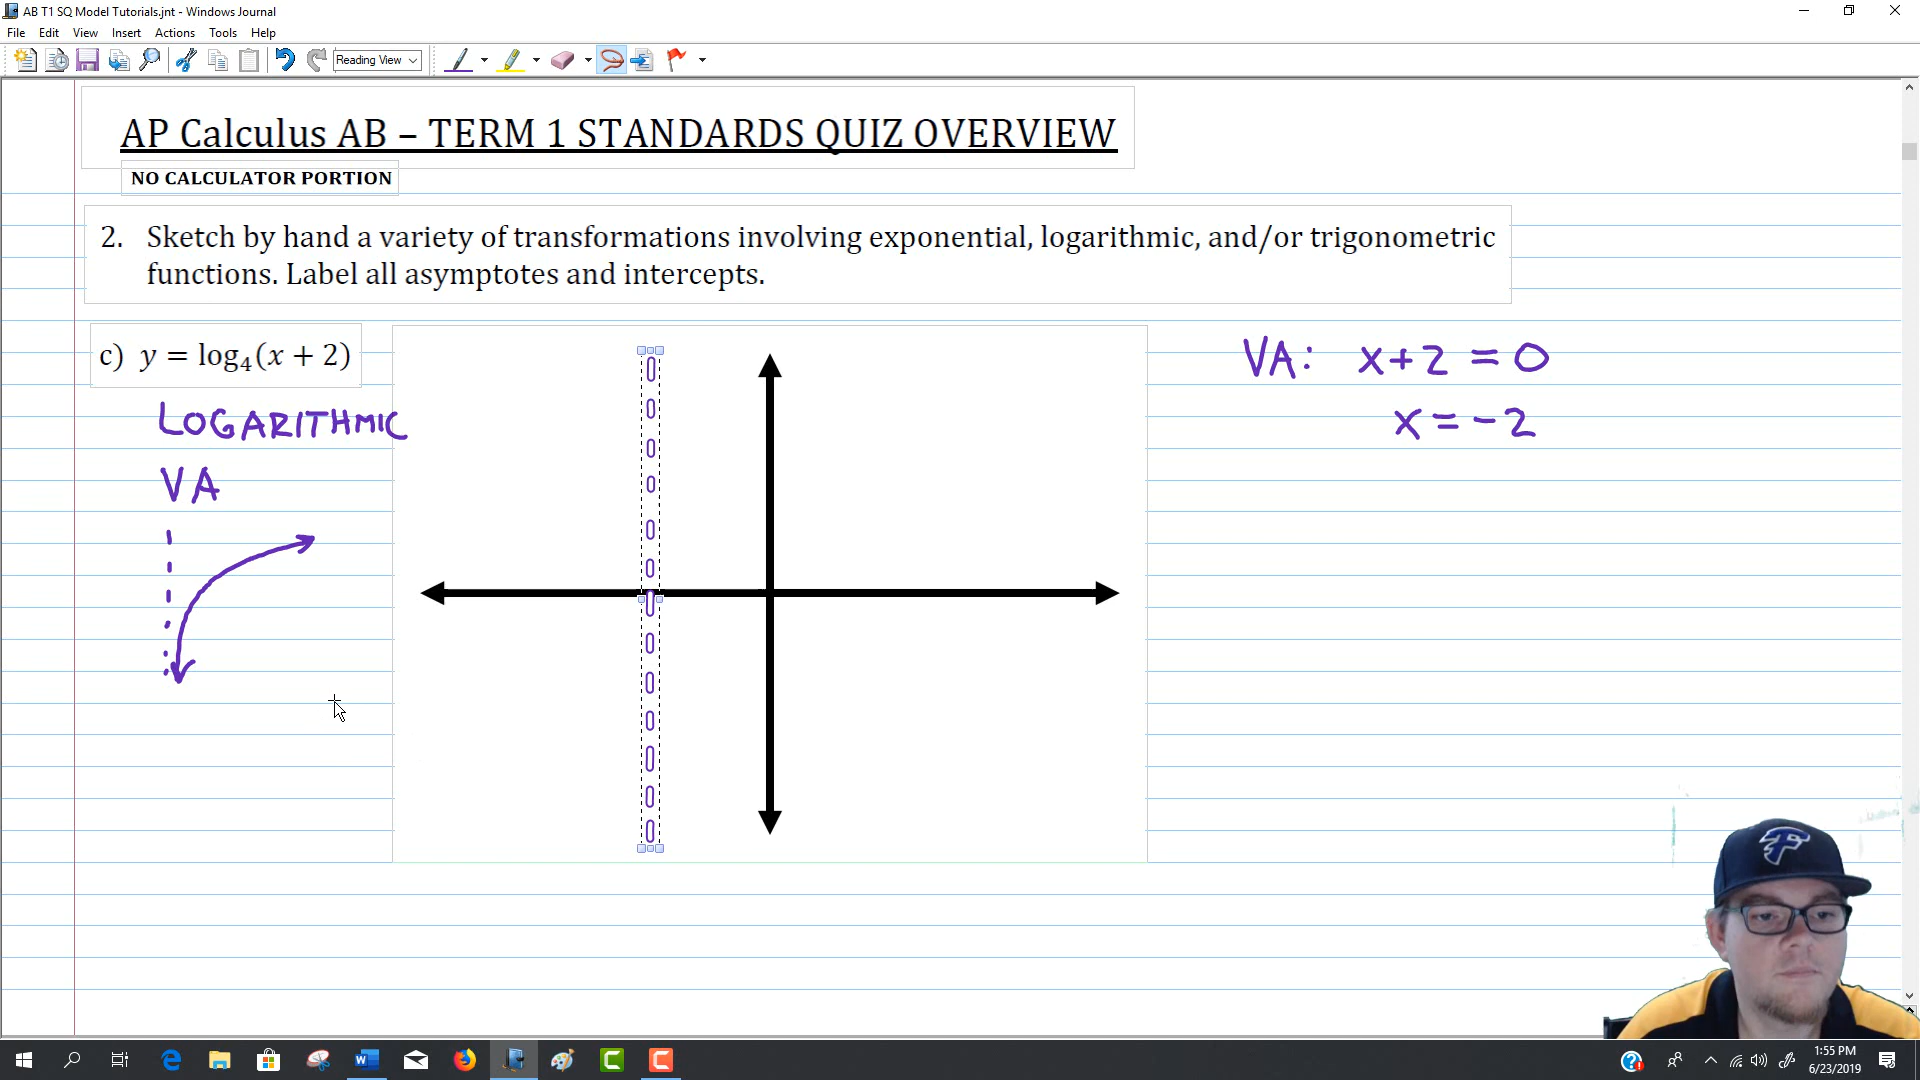 AB T1 SQ Model Tutorials.jnt - Windows Journal
File Edit View Insert Actions Tools Help
Reading View
AP Calculus AB – TERM 1 STANDARDS QUIZ OVERVIEW
NO CALCULATOR PORTION
2. Sketch by hand a variety of transformations involving exponential, logarithmic, and/or trigonometric
functions. Label all asymptotes and intercepts.
c) y = log₄(x + 2)
LOGARITHMIC
VA
VA: x+2 = 0
x = -2
1:55 PM
6/23/2019